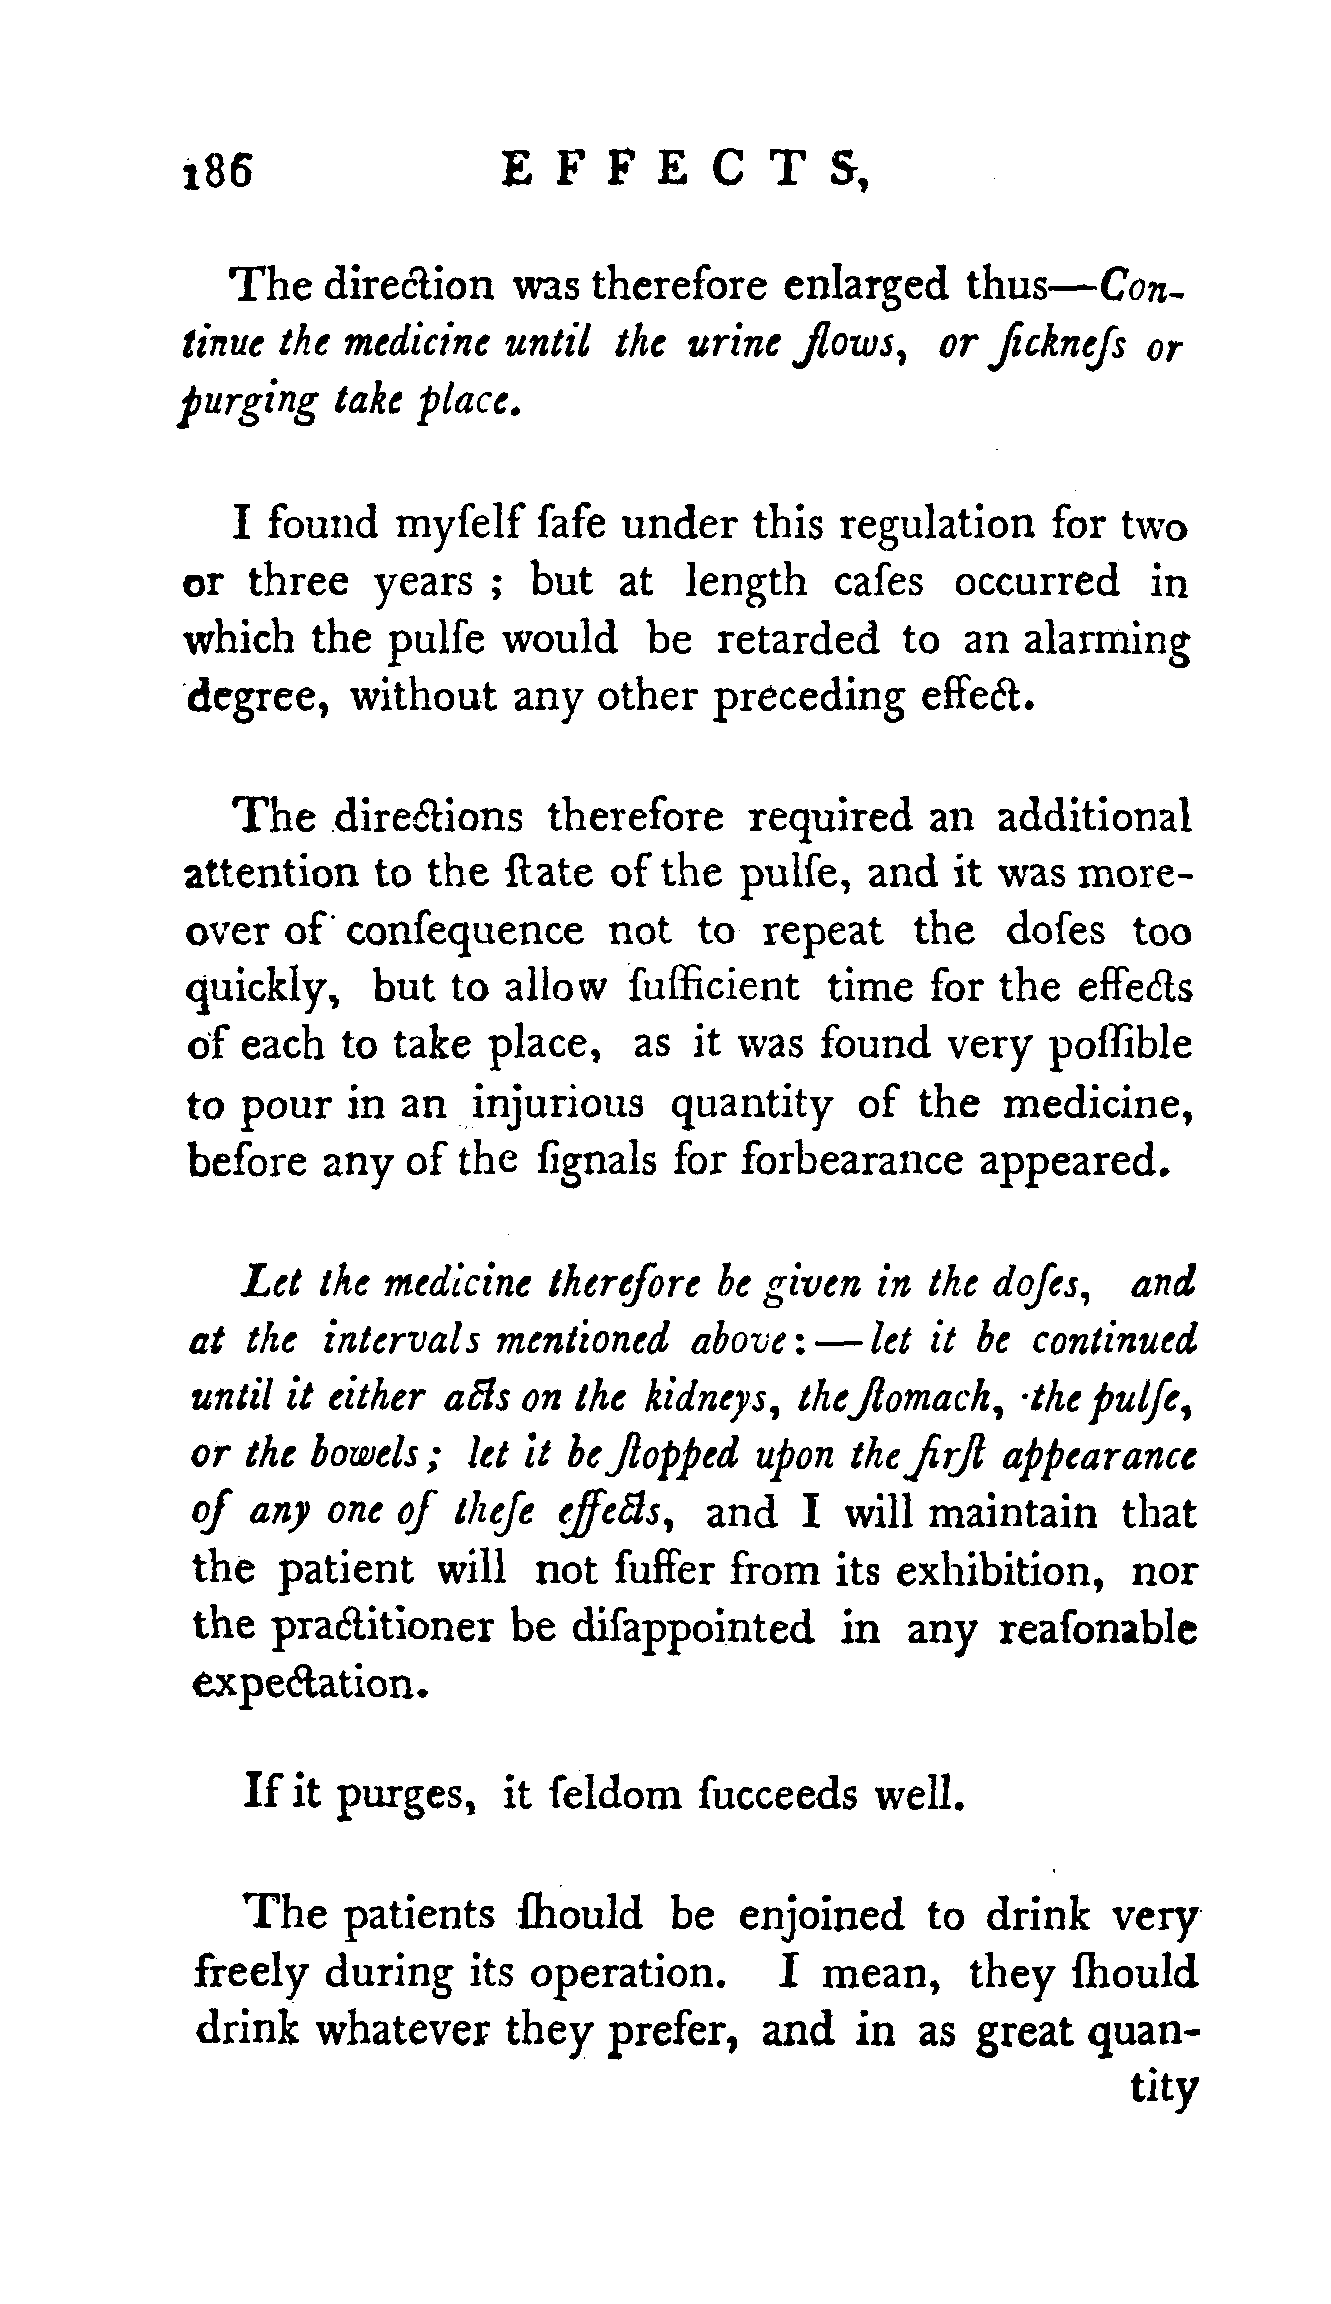 186 EFFECTS,
The direction was therefore enlarged thus—Con-
tinue the medicine until the urine flows, or ſickneſs or
purging take place.
I found myſelf ſafe under this regulation for two
or three years ; but at length caſes occurred in
which the pulſe would be retarded to an alarming
degree, without any other preceding effect.
The directions therefore required an additional
attention to the ſtate of the pulſe, and it was more-
over of conſequence not to repeat the doſes too
quickly, but to allow ſufficient time for the effects
of each to take place, as it was found very poſſible
to pour in an injurious quantity of the medicine,
before any of the ſignals for forbearance appeared.
Let the medicine therefore be given in the doſes, and
at the intervals mentioned above :—let it be continued
until it either acts on the kidneys, the ſtomach, the pulſe,
or the bowels ; let it be ſtopped upon the firſt appearance
of any one of theſe effects, and I will maintain that
the patient will not ſuffer from its exhibition, nor
the practitioner be diſappointed in any reaſonable
expectation.
If it purges, it ſeldom ſucceeds well.
The patients ſhould be enjoined to drink very
freely during its operation. I mean, they ſhould
drink whatever they prefer, and in as great quan-
tity